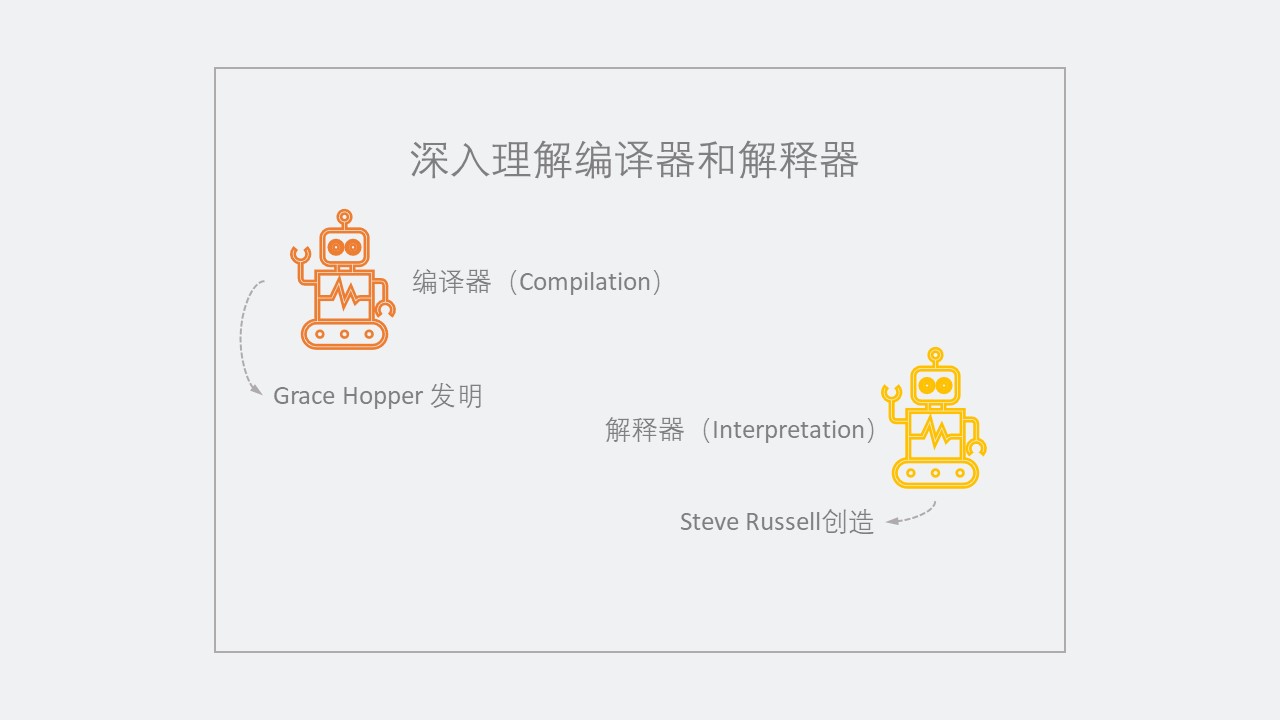 深入理解编译器和解释器
编译器（Compilation）
Grace Hopper 发明
解释器（Interpretation）
Steve Russell创造